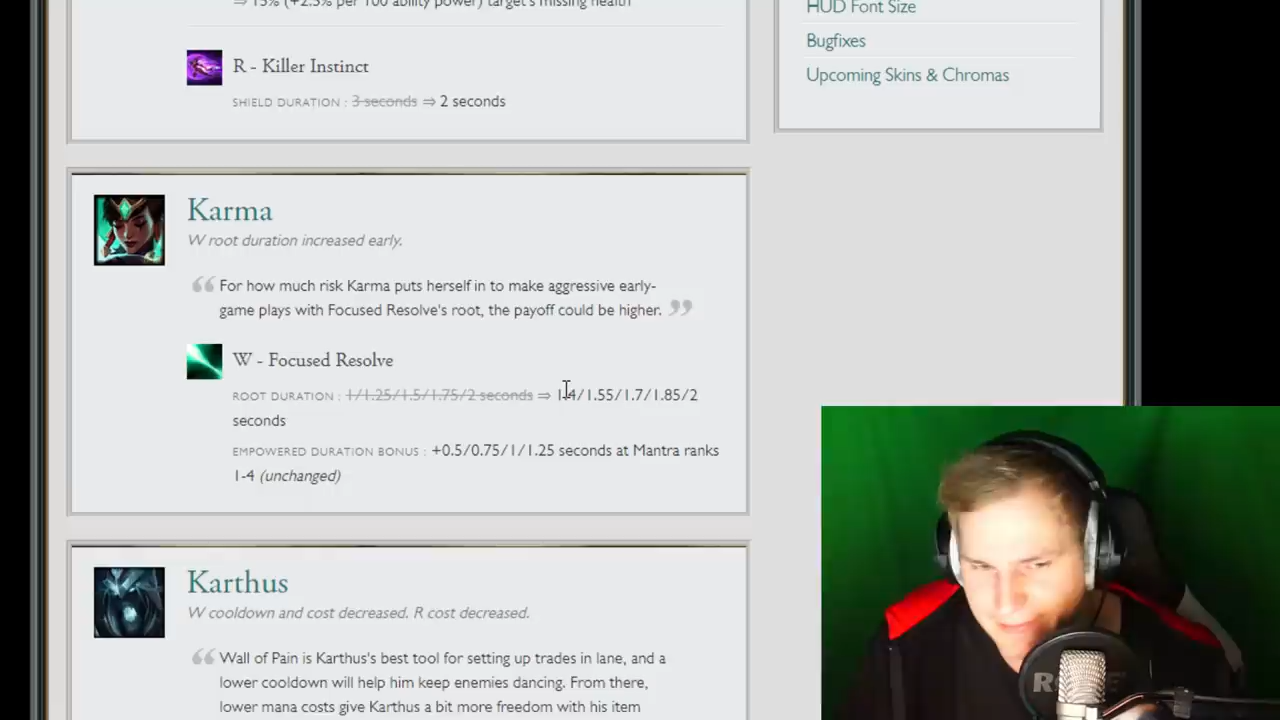 ⇒ 15% (+2.5% per 100 ability power) target's missing health
R - Killer Instinct
SHIELD DURATION : 3 seconds ⇒ 2 seconds
HUD Font Size
Bugfixes
Upcoming Skins & Chromas
Karma
W root duration increased early.
“ For how much risk Karma puts herself in to make aggressive early-
game plays with Focused Resolve's root, the payoff could be higher. ”
W - Focused Resolve
ROOT DURATION : 1/1.25/1.5/1.75/2 seconds ⇒ 1.4/1.55/1.7/1.85/2
seconds
EMPOWERED DURATION BONUS : +0.5/0.75/1/1.25 seconds at Mantra ranks
1-4 (unchanged)
Karthus
W cooldown and cost decreased. R cost decreased.
“ Wall of Pain is Karthus's best tool for setting up trades in lane, and a
lower cooldown will help him keep enemies dancing. From there,
lower mana costs give Karthus a bit more freedom with his item